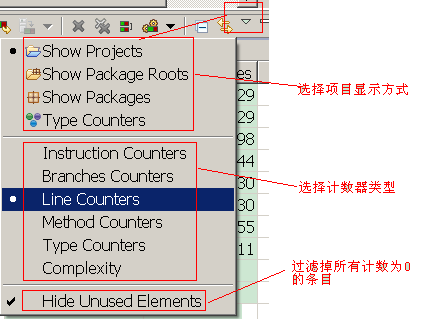 Show Projects
Show Package Roots
Show Packages
Type Counters
Instruction Counters
Branches Counters
Line Counters
Method Counters
Type Counters
Complexity
Hide Unused Elements
es
29
29
98
44
30
30
55
11
选择项目显示方式
选择计数器类型
过滤掉所有计数为0
的条目